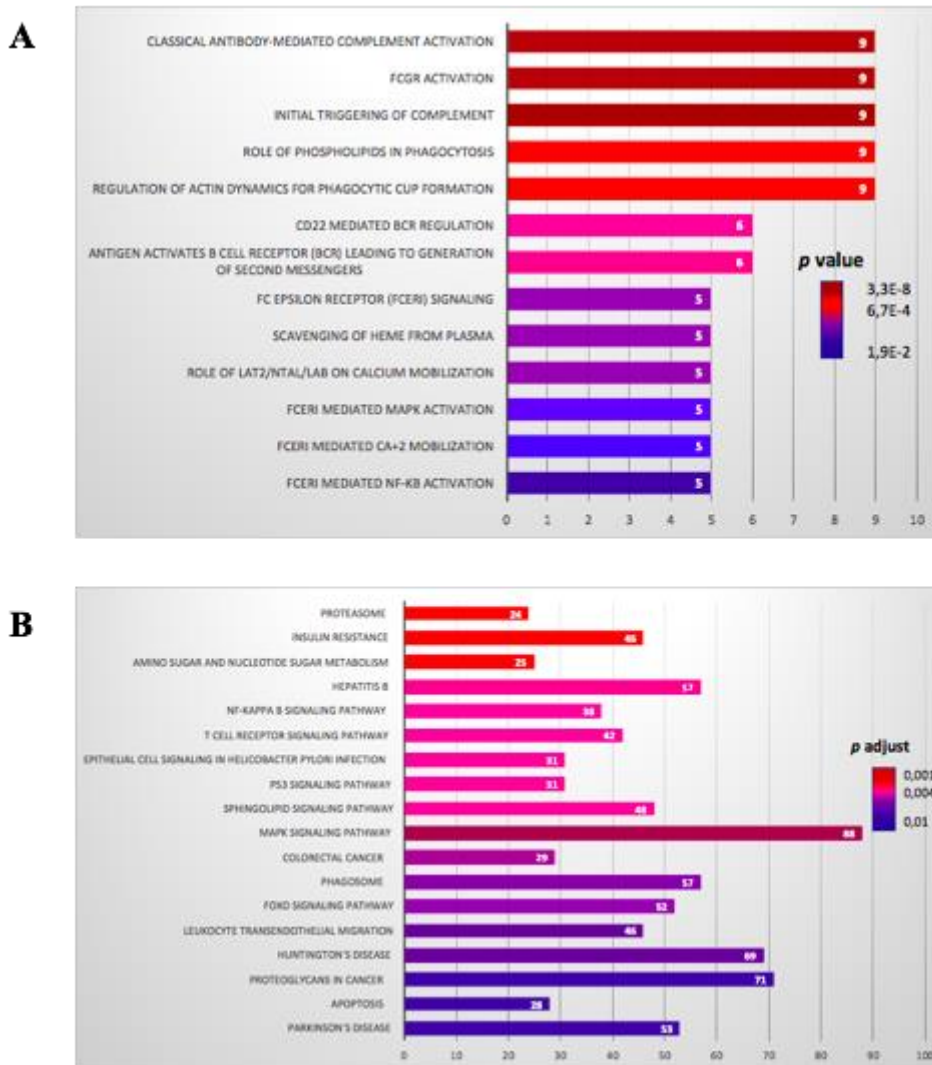 A
CLASSICAL ANTIBODY-MEDIATED COMPLEMENT ACTIVATION
9
FCGR ACTIVATION
9
INITIAL TRIGGERING OF COMPLEMENT
9
ROLE OF PHOSPHOLIPIDS IN PHAGOCYTOSIS
9
REGULATION OF ACTIN DYNAMICS FOR PHAGOCYTIC CUP FORMATION
9
CD22 MEDIATED BCR REGULATION
6
ANTIGEN ACTIVATES B CELL RECEPTOR (BCR) LEADING TO GENERATION
OF SECOND MESSENGERS
6
FC EPSILON RECEPTOR (FCERI) SIGNALING
5
SCAVENGING OF HEME FROM PLASMA
5
ROLE OF LAT2/NTAL/LAB ON CALCIUM MOBILIZATION
5
FCERI MEDIATED MAPK ACTIVATION
5
FCERI MEDIATED CA+2 MOBILIZATION
5
FCERI MEDIATED NF-KB ACTIVATION
5
0 1 2 3 4 5 6 7 8 9 10
p value
3,3E-8
6,7E-4
1,9E-2
B
PROTEASOME
24
INSULIN RESISTANCE
46
AMINO SUGAR AND NUCLEOTIDE SUGAR METABOLISM
25
HEPATITIS B
57
NF-KAPPA B SIGNALING PATHWAY
38
T CELL RECEPTOR SIGNALING PATHWAY
42
EPITHELIAL CELL SIGNALING IN HELICOBACTER PYLORI INFECTION
31
P53 SIGNALING PATHWAY
31
SPHINGOLIPID SIGNALING PATHWAY
48
MAPK SIGNALING PATHWAY
88
COLORECTAL CANCER
29
PHAGOSOME
57
FOXO SIGNALING PATHWAY
52
LEUKOCYTE TRANSENDOTHELIAL MIGRATION
46
HUNTINGTON'S DISEASE
69
PROTEOGLYCANS IN CANCER
71
APOPTOSIS
28
PARKINSON'S DISEASE
53
0 10 20 30 40 50 60 70 80 90 100
p adjust
0,001
0,004
0,01